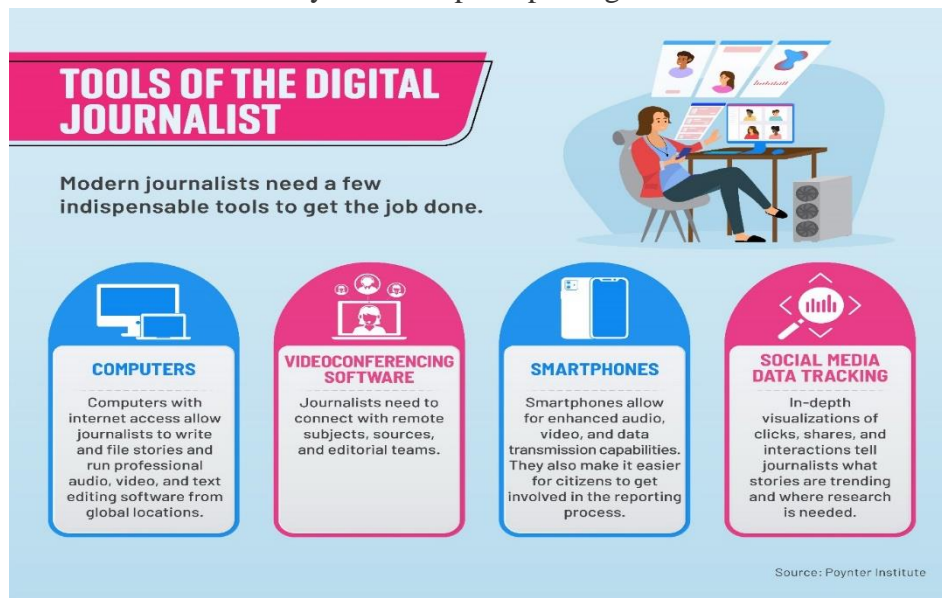 TOOLS OF THE DIGITAL
JOURNALIST
Modern journalists need a few
indispensable tools to get the job done.
COMPUTERS
Computers with
internet access allow
journalists to write
and file stories and
run professional
audio, video, and text
editing software from
global locations.
VIDEOCONFERENCING
SOFTWARE
Journalists need to
connect with remote
subjects, sources,
and editorial teams.
SMARTPHONES
Smartphones allow
for enhanced audio,
video, and data
transmission capabilities.
They also make it easier
for citizens to get
involved in the reporting
process.
SOCIAL MEDIA
DATA TRACKING
In-depth
visualizations of
clicks, shares, and
interactions tell
journalists what
stories are trending
and where research
is needed.
Source: Poynter Institute